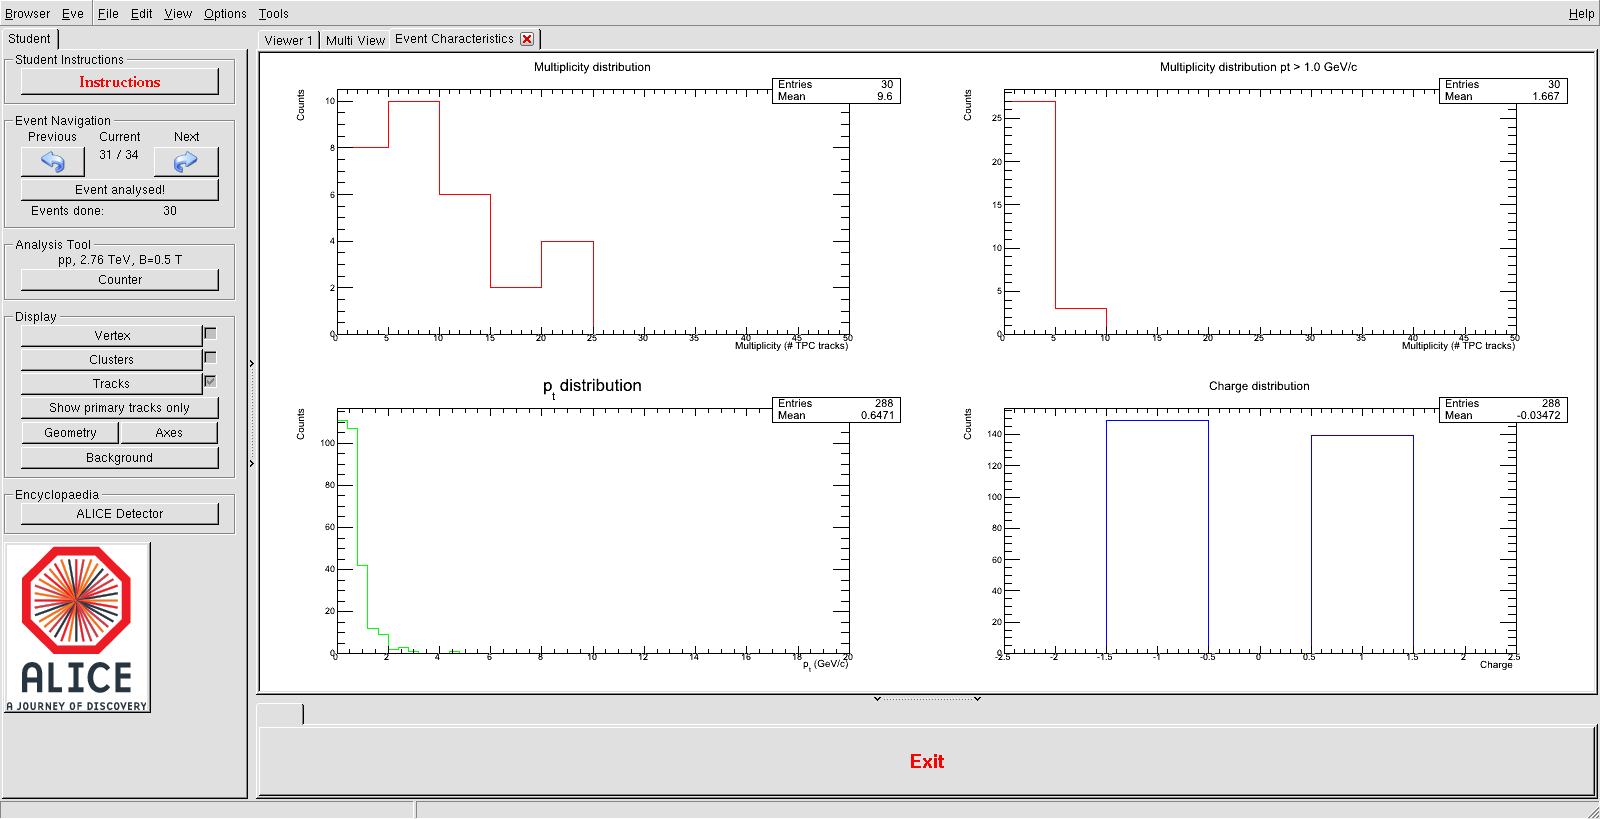 Browser Eve File Edit View Options Tools Help
Student
Student Instructions
Instructions
Event Navigation
Previous Current Next
31 / 34
Event analysed!
Events done: 30
Analysis Tool
pp, 2.76 TeV, B=0.5 T
Counter
Display
Vertex
Clusters
Tracks
Show primary tracks only
Geometry Axes
Background
Encyclopaedia
ALICE Detector
ALICE
A JOURNEY OF DISCOVERY
Viewer 1 Multi View Event Characteristics
Multiplicity distribution
Entries 30
Mean 9.6
Counts
10
8
6
4
2
0
0 5 10 15 20 25 30 35 40 45 50
Multiplicity (# TPC tracks)
Multiplicity distribution pt > 1.0 GeV/c
Entries 30
Mean 1.667
Counts
25
20
15
10
5
0
0 5 10 15 20 25 30 35 40 45 50
Multiplicity (# TPC tracks)
pt distribution
Entries 288
Mean 0.6471
Counts
100
80
60
40
20
0
0 2 4 6 8 10 12 14 16 18 20
pt (GeV/c)
Charge distribution
Entries 288
Mean -0.03472
Counts
140
120
100
80
60
40
20
0
-2.5 -2 -1.5 -1 -0.5 0 0.5 1 1.5 2 2.5
Charge
Exit